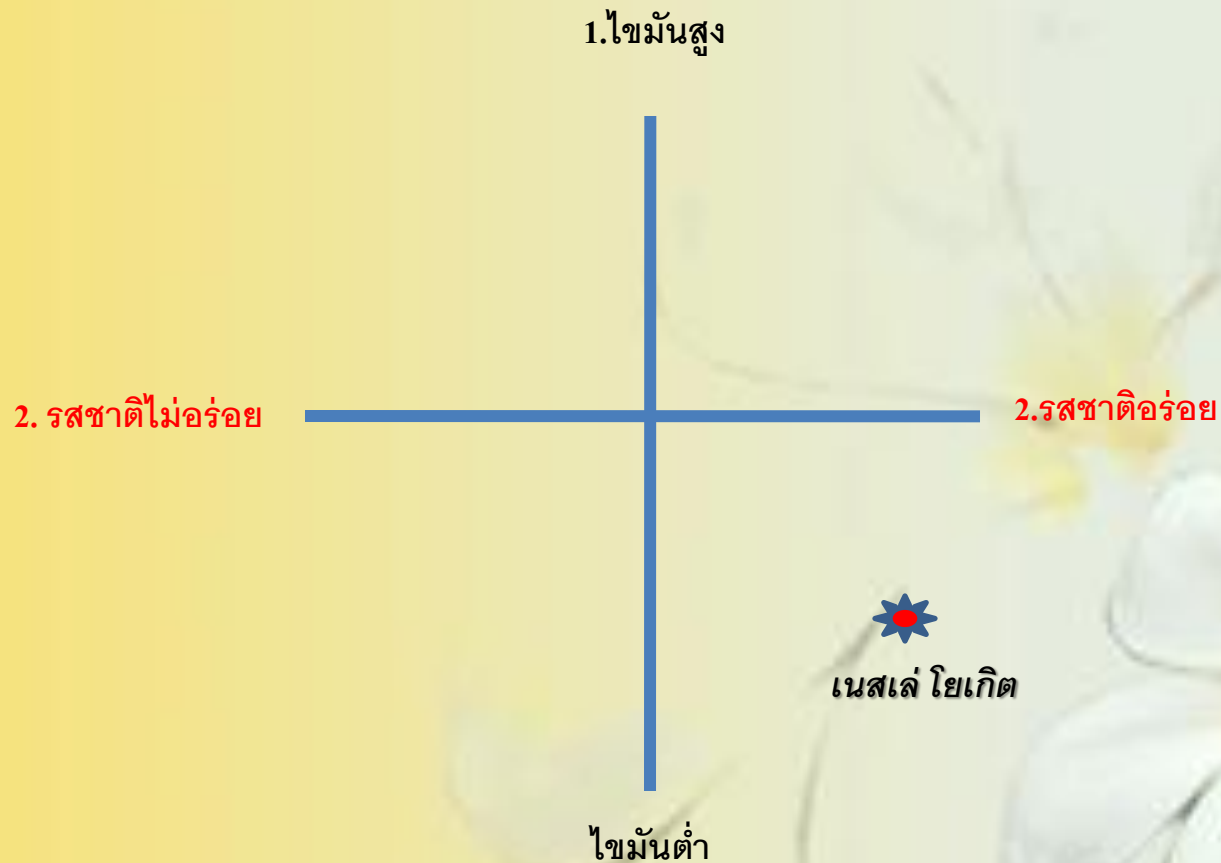 1.ไขมันสูง
2. รสชาติไม่อร่อย
2.รสชาติอร่อย
เนสเล่ โยเกิต
ไขมันต่ำ